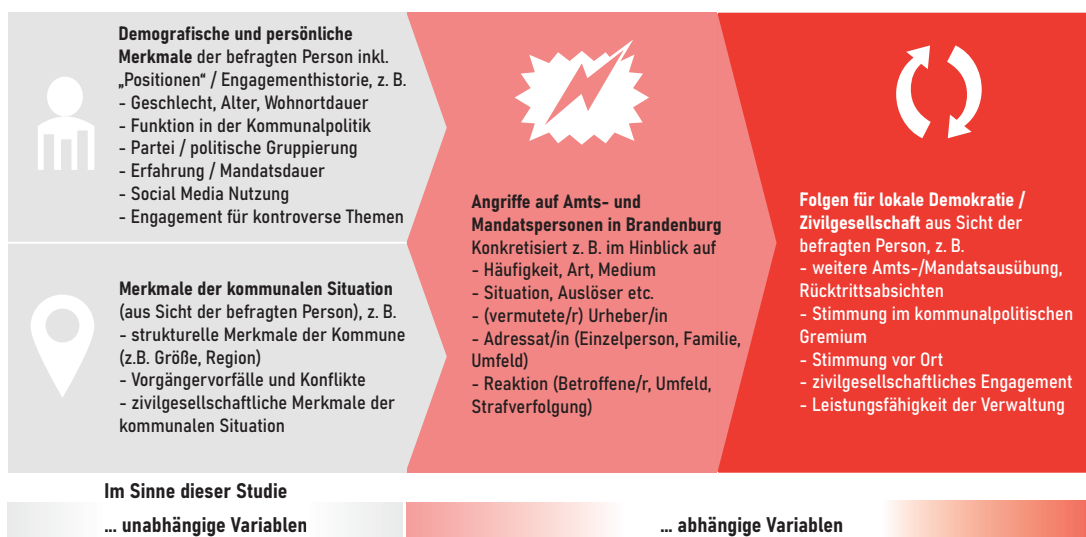 Demografische und persönliche
Merkmale der befragten Person inkl.
„Positionen“ / Engagementhistorie, z. B.
- Geschlecht, Alter, Wohnortdauer
- Funktion in der Kommunalpolitik
- Partei / politische Gruppierung
- Erfahrung / Mandatsdauer
- Social Media Nutzung
- Engagement für kontroverse Themen
Merkmale der kommunalen Situation
(aus Sicht der befragten Person), z. B.
- strukturelle Merkmale der Kommune
(z.B. Größe, Region)
- Vorgängervorfälle und Konflikte
- zivilgesellschaftliche Merkmale der
kommunalen Situation
Angriffe auf Amts- und
Mandatspersonen in Brandenburg
Konkretisiert z. B. im Hinblick auf
- Häufigkeit, Art, Medium
- Situation, Auslöser etc.
- (vermutete/r) Urheber/in
- Adressat/in (Einzelperson, Familie,
Umfeld)
- Reaktion (Betroffene/r, Umfeld,
Strafverfolgung)
Folgen für lokale Demokratie /
Zivilgesellschaft aus Sicht der
befragten Person, z. B.
- weitere Amts-/Mandatsausübung,
Rücktrittsabsichten
- Stimmung im kommunalpolitischen
Gremium
- Stimmung vor Ort
- zivilgesellschaftliches Engagement
- Leistungsfähigkeit der Verwaltung
Im Sinne dieser Studie
... unabhängige Variablen
... abhängige Variablen